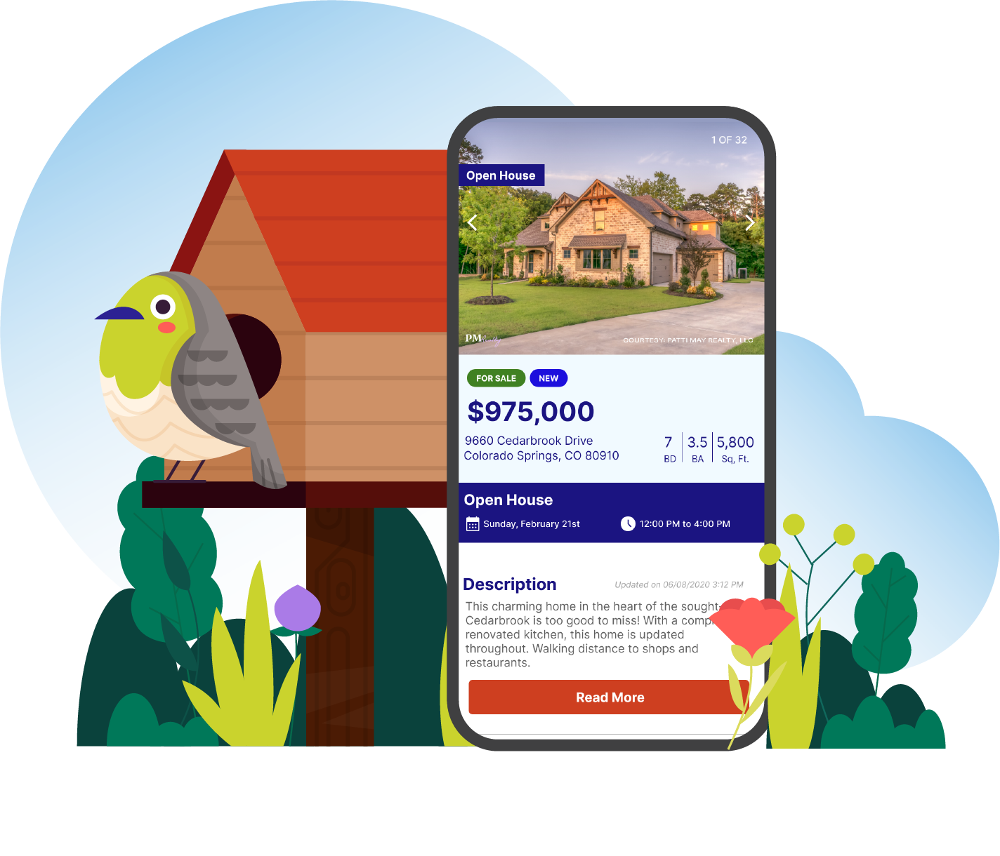 1 OF 32
Open House
PM Realty
COURTESY: PATTI MAY REALTY, LLC
FOR SALE NEW
$975,000
9660 Cedarbrook Drive
Colorado Springs, CO 80910
7 3.5 5,800
BD BA Sq, Ft.
Open House
Sunday, February 21st 12:00 PM to 4:00 PM
Description Updated on 06/08/2020 3:12 PM
This charming home in the heart of the sought-
Cedarbrook is too good to miss! With a comp
renovated kitchen, this home is updated
throughout. Walking distance to shops and
restaurants.
Read More